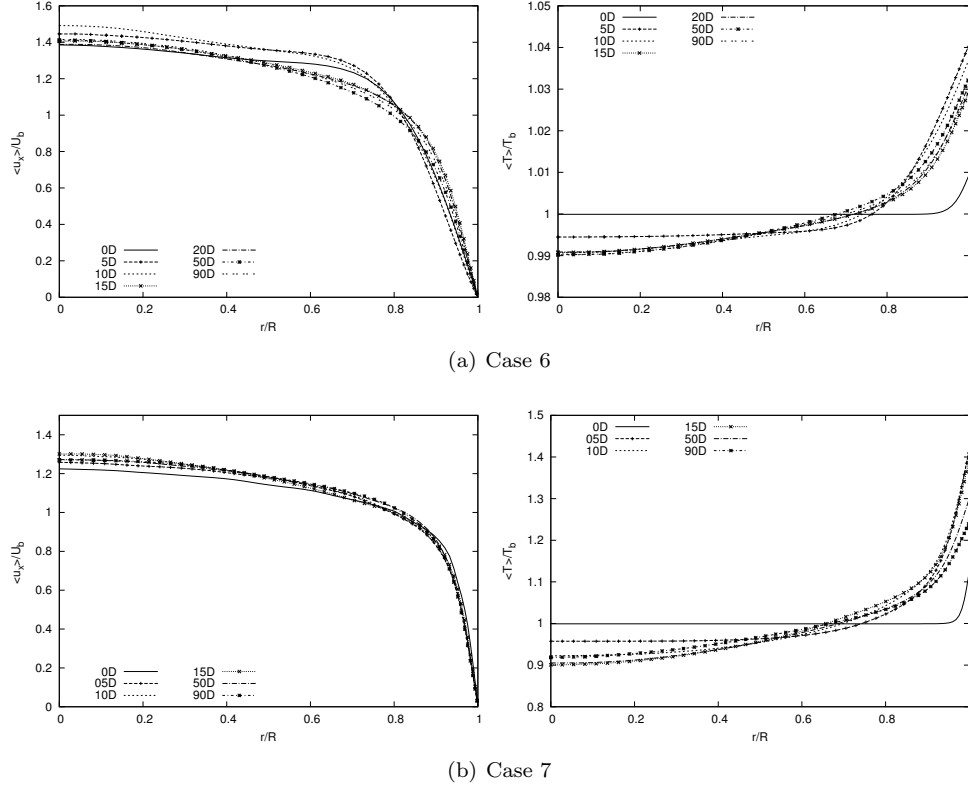 <u_x>/U_b
1.6
1.4
1.2
1
0.8
0.6
0.4
0.2
0
0D
5D
10D
15D
20D
50D
90D
0 0.2 0.4 0.6 0.8 1
r/R
<T>/T_b
1.05
1.04
1.03
1.02
1.01
1
0.99
0.98
0D
5D
10D
15D
20D
50D
90D
0 0.2 0.4 0.6 0.8
r/R
(a) Case 6
<u_x>/U_b
1.4
1.2
1
0.8
0.6
0.4
0.2
0
0D
05D
10D
15D
50D
90D
0 0.2 0.4 0.6 0.8 1
r/R
<T>/T_b
1.5
1.4
1.3
1.2
1.1
1
0.9
0.8
0D
05D
10D
15D
50D
90D
0 0.2 0.4 0.6 0.8
r/R
(b) Case 7